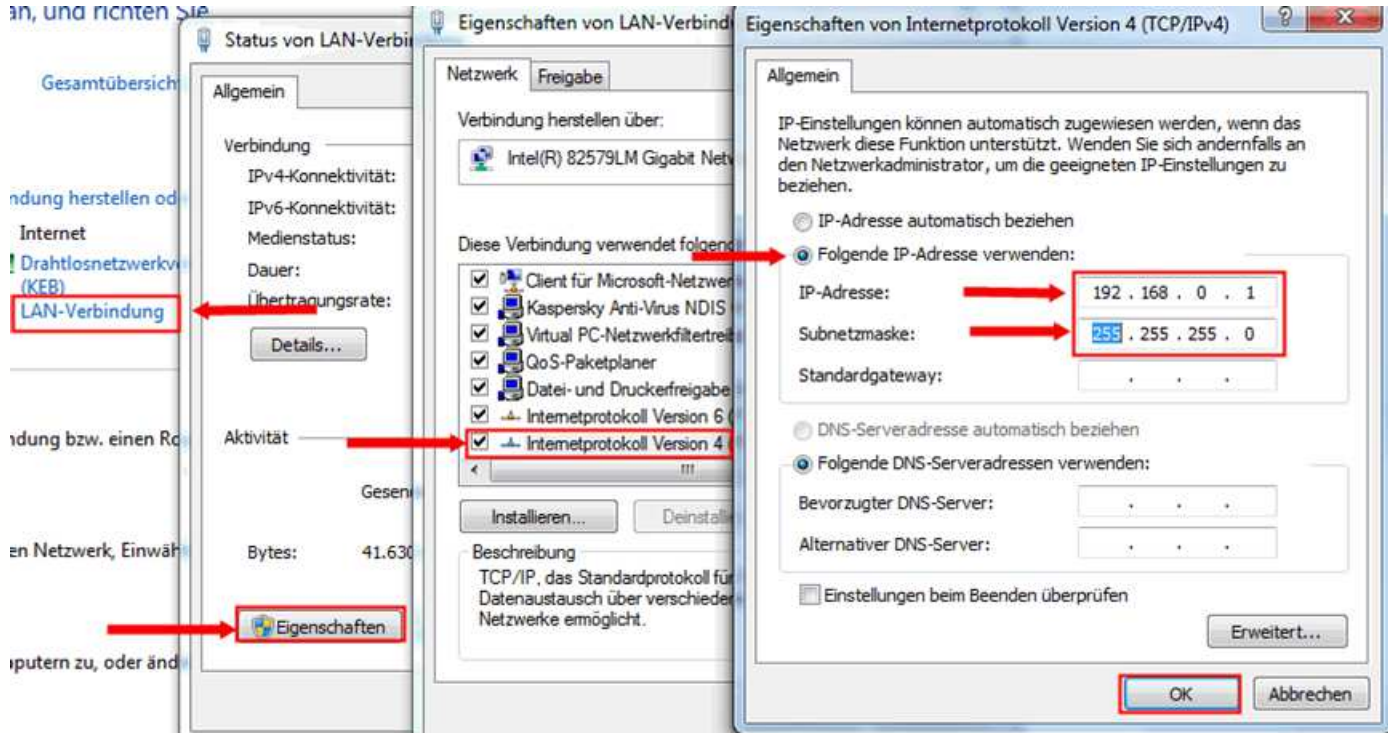 an, und richten Sie
Gesamtübersich
ndung herstellen od
Internet
Drahtlosnetzwerkv
(KEB)
LAN-Verbindung
ndung bzw. einen Ro
en Netzwerk, Einwäh
nputern zu, oder änd
Status von LAN-Verbi
Allgemein
Verbindung
IPv4-Konnektivität:
IPv6-Konnektivität:
Medienstatus:
Dauer:
Übertragungsrate:
Details...
Aktivität
Gesen
Bytes: 41.630
Eigenschaften
Eigenschaften von LAN-Verbind
Netzwerk Freigabe
Verbindung herstellen über:
Intel(R) 82579LM Gigabit Netw
Diese Verbindung verwendet folgend
Client für Microsoft-Netzwer
Kaspersky Anti-Virus NDIS
Virtual PC-Netzwerkfiltertreib
QoS-Paketplaner
Datei- und Druckerfreigabe
Internetprotokoll Version 6 (
Internetprotokoll Version 4 (
Installieren... Deinstalli
Beschreibung
TCP/IP, das Standardprotokoll für
Datenaustausch über verschieden
Netzwerke ermöglicht.
Eigenschaften von Internetprotokoll Version 4 (TCP/IPv4)
Allgemein
IP-Einstellungen können automatisch zugewiesen werden, wenn das
Netzwerk diese Funktion unterstützt. Wenden Sie sich andernfalls an
den Netzwerkadministrator, um die geeigneten IP-Einstellungen zu
beziehen.
IP-Adresse automatisch beziehen
Folgende IP-Adresse verwenden:
IP-Adresse: 192 . 168 . 0 . 1
Subnetzmaske: 255 . 255 . 255 . 0
Standardgateway: . . .
DNS-Serveradresse automatisch beziehen
Folgende DNS-Serveradressen verwenden:
Bevorzugter DNS-Server: . . .
Alternativer DNS-Server: . . .
Einstellungen beim Beenden überprüfen
Erweitert...
OK Abbrechen